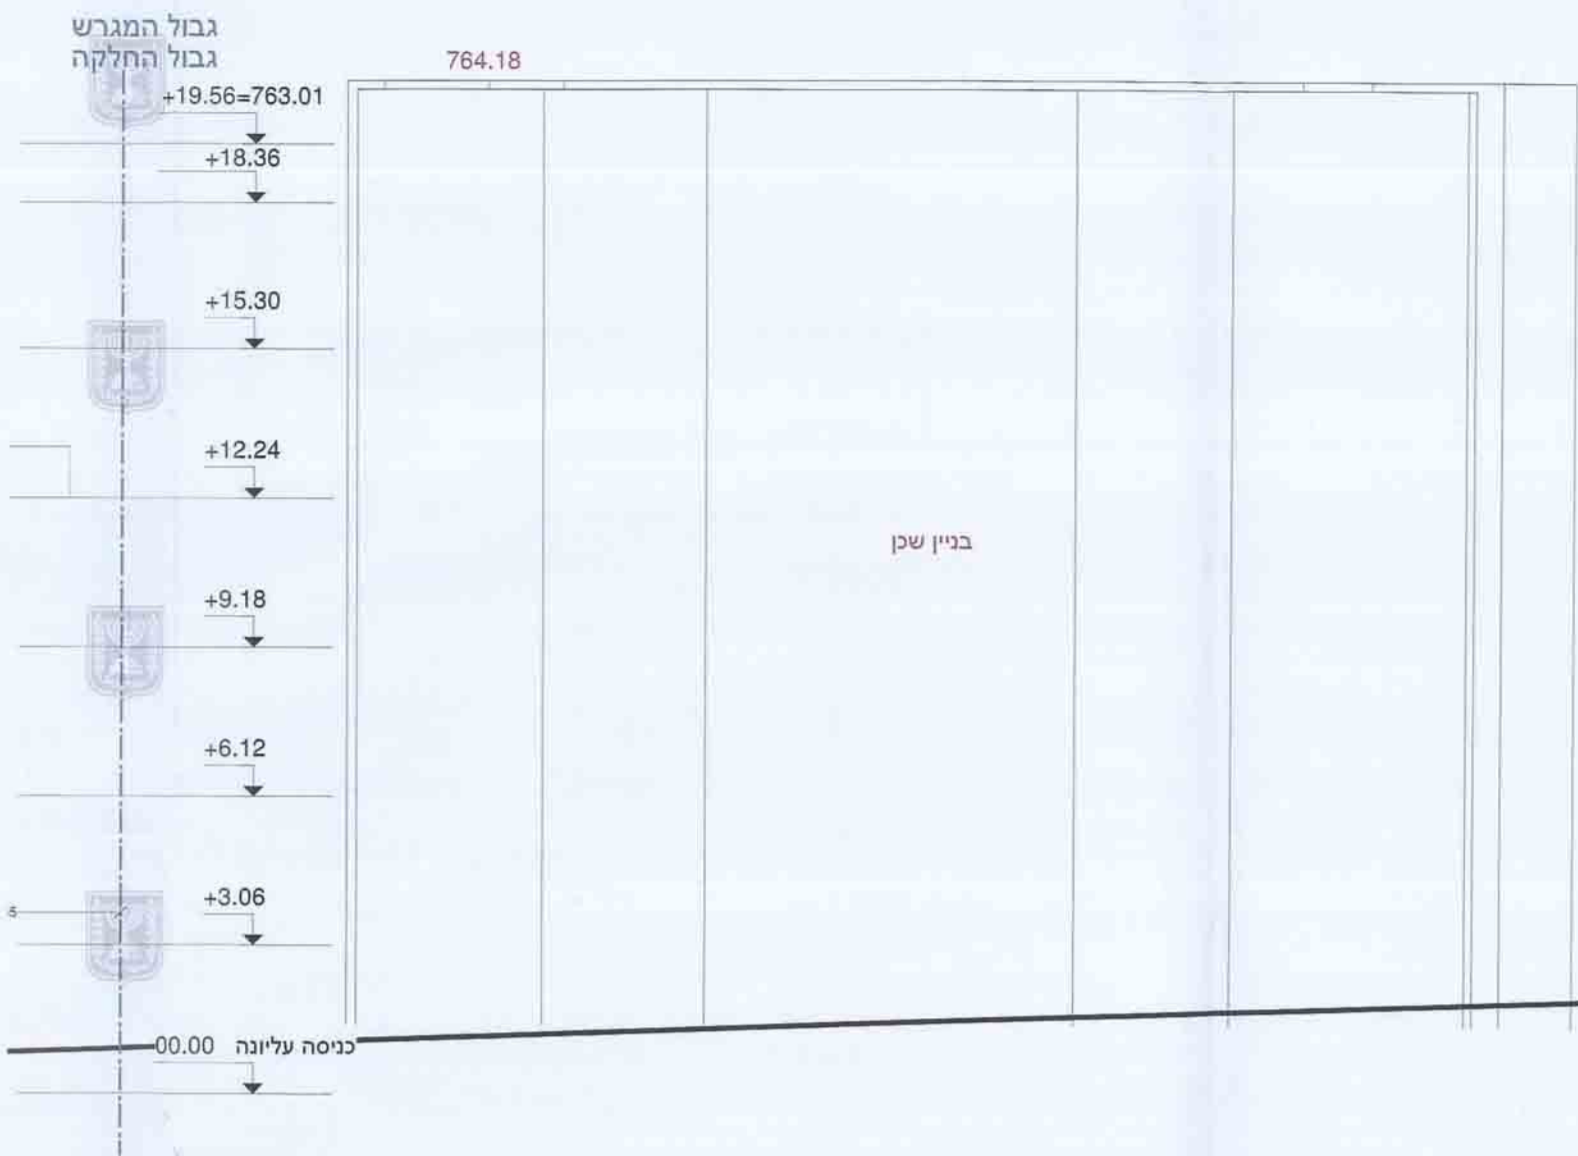 גבול המגרש
גבול החלקה
764.18
+19.56=763.01
+18.36
+15.30
+12.24
בניין שכן
+9.18
+6.12
+3.06
5
00.00 כניסה עליונה